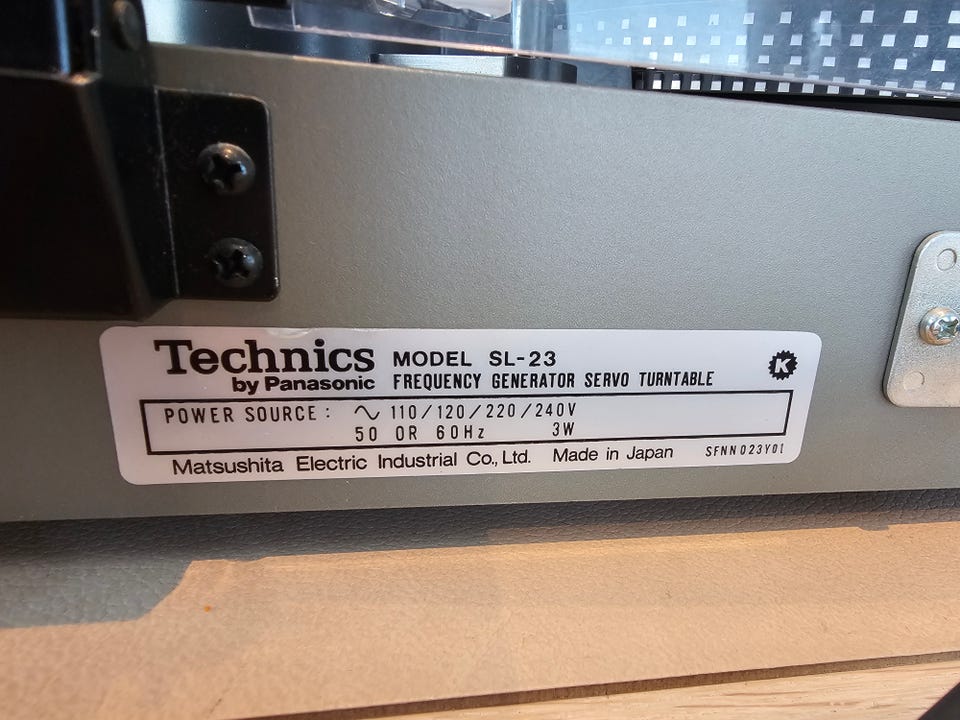 Technics MODEL SL-23
by Panasonic FREQUENCY GENERATOR SERVO TURNTABLE
K
POWER SOURCE : ∿ 110/120/220/240V
50 OR 60Hz 3W
Matsushita Electric Industrial Co., Ltd. Made in Japan SFNN023Y01